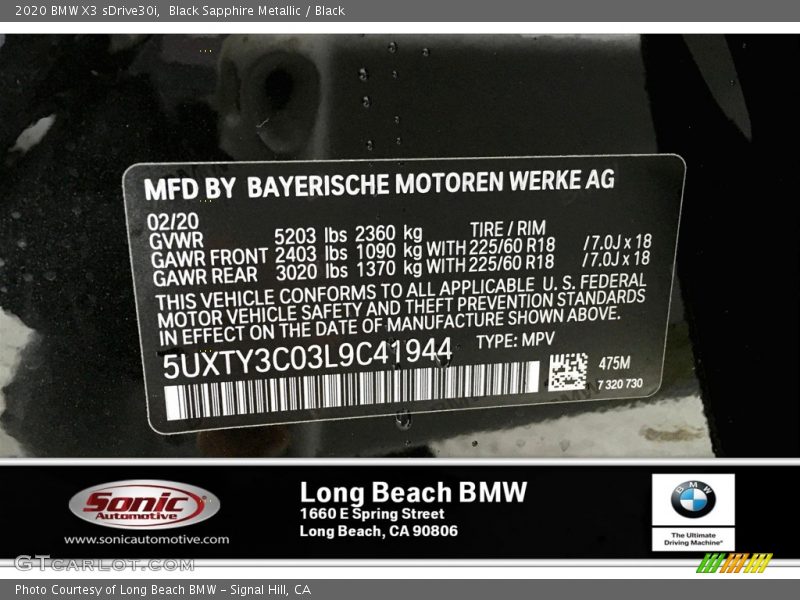 2020 BMW X3 sDrive30i, Black Sapphire Metallic / Black
MFD BY BAYERISCHE MOTOREN WERKE AG
02/20
GVWR 5203 lbs 2360 kg TIRE / RIM
GAWR FRONT 2403 lbs 1090 kg WITH 225/60 R18 /7.0J x 18
GAWR REAR 3020 lbs 1370 kg WITH 225/60 R18 /7.0J x 18
THIS VEHICLE CONFORMS TO ALL APPLICABLE U. S. FEDERAL
MOTOR VEHICLE SAFETY AND THEFT PREVENTION STANDARDS
IN EFFECT ON THE DATE OF MANUFACTURE SHOWN ABOVE.
5UXTY3C03L9C41944 TYPE: MPV
475M
7 320 730
Sonic
Automotive
www.sonicautomotive.com
Long Beach BMW
1660 E Spring Street
Long Beach, CA 90806
BMW
The Ultimate
Driving Machine®
GTcarlot.com
Photo Courtesy of Long Beach BMW - Signal Hill, CA